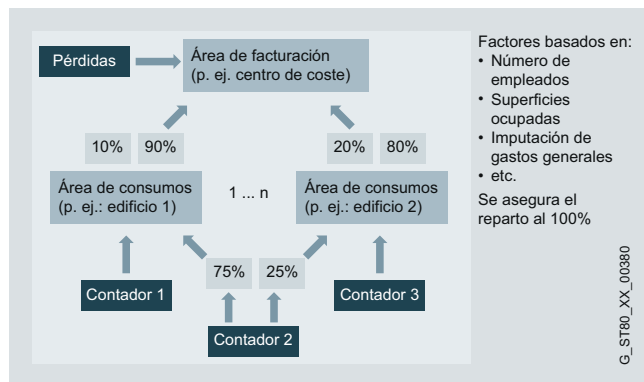 Pérdidas
Área de facturación
(p. ej. centro de coste)
10%
90%
20%
80%
Área de consumos
(p. ej.: edificio 1)
1 ... n
Área de consumos
(p. ej.: edificio 2)
75%
25%
Contador 1
Contador 2
Contador 3
Factores basados en:
• Número de
empleados
• Superficies
ocupadas
• Imputación de
gastos generales
• etc.
Se asegura el
reparto al 100%
G_ST80_XX_00380